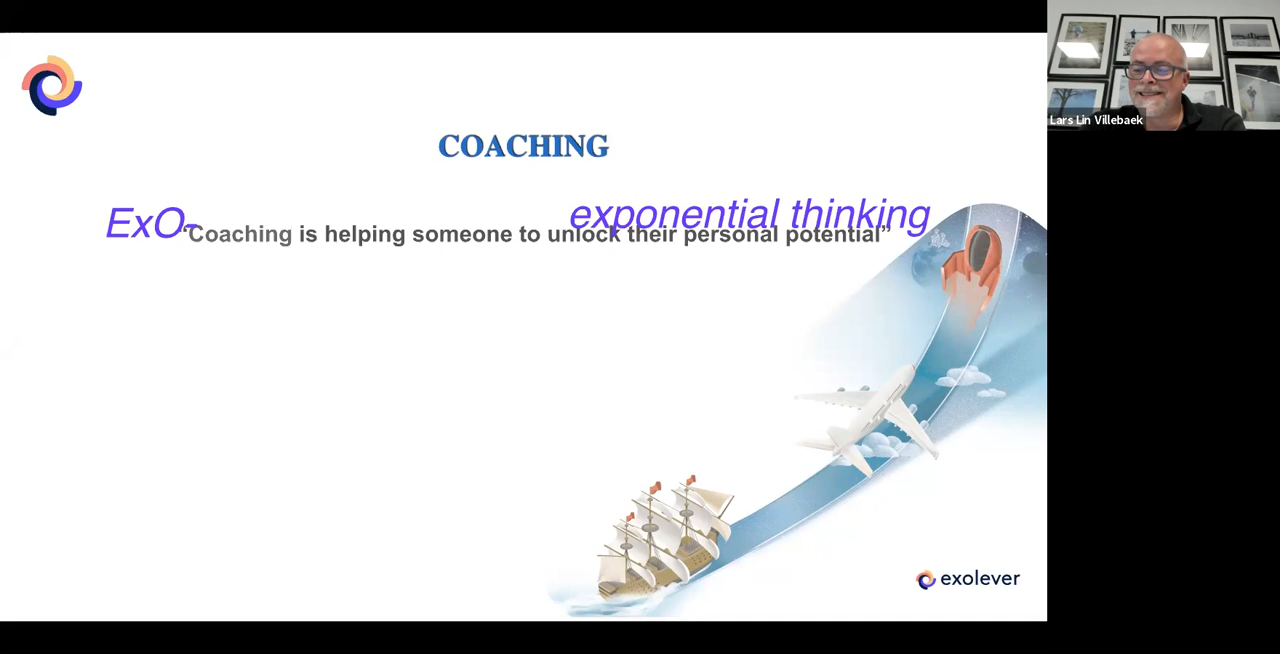 Lars Lin Villebaek
COACHING
exponential thinking
ExO-
“Coaching is helping someone to unlock their personal potential”
exolever